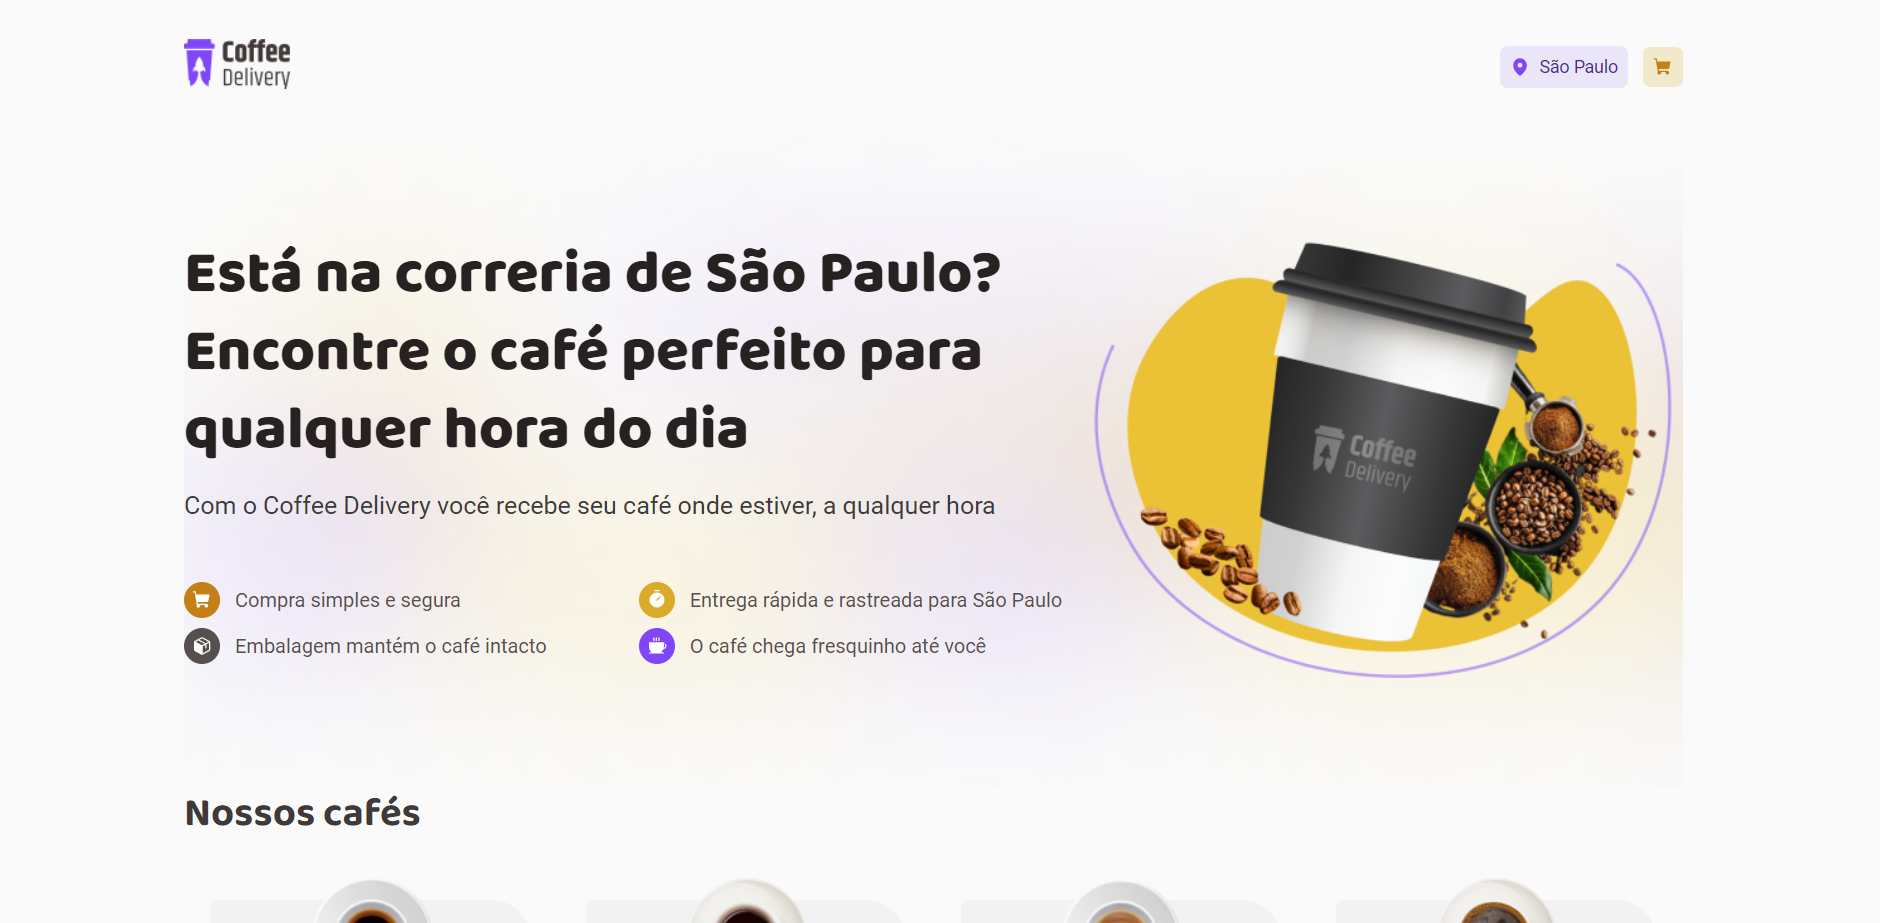 Coffee
Delivery
São Paulo
Está na correria de São Paulo?
Encontre o café perfeito para
qualquer hora do dia
Com o Coffee Delivery você recebe seu café onde estiver, a qualquer hora
Compra simples e segura
Entrega rápida e rastreada para São Paulo
Embalagem mantém o café intacto
O café chega fresquinho até você
Coffee
Delivery
Nossos cafés